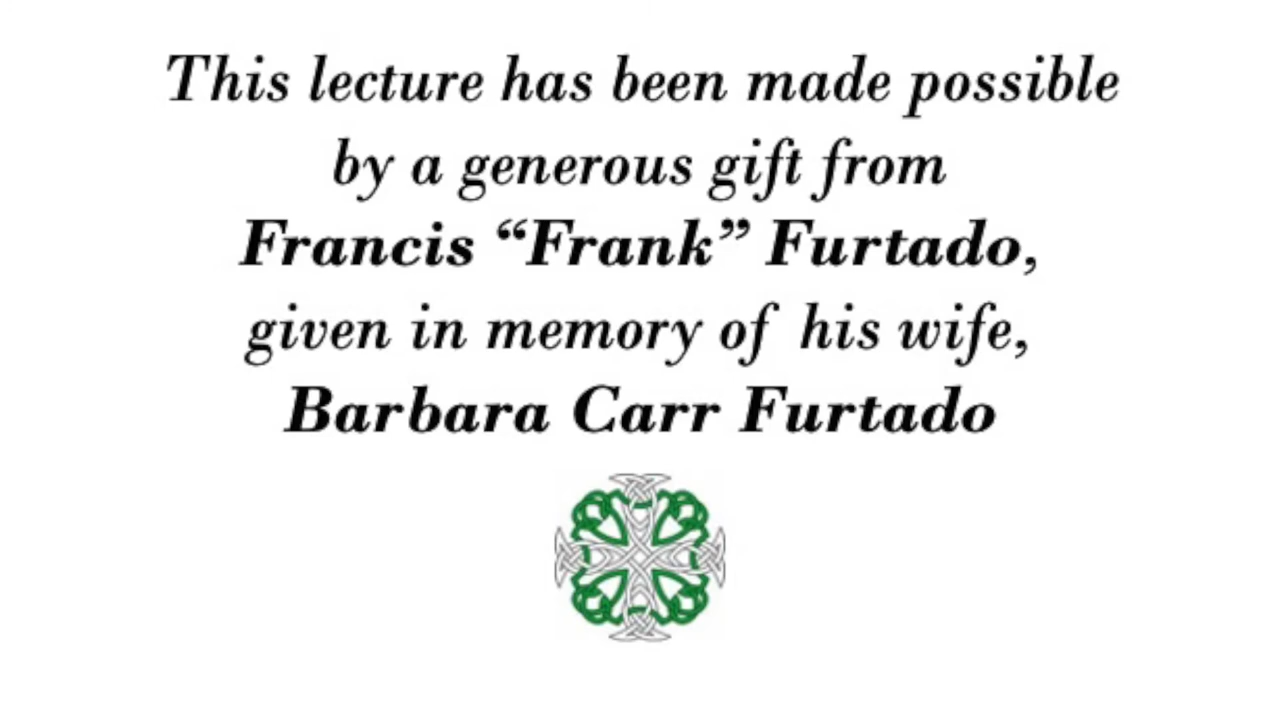 This lecture has been made possible
by a generous gift from
Francis “Frank” Furtado,
given in memory of his wife,
Barbara Carr Furtado